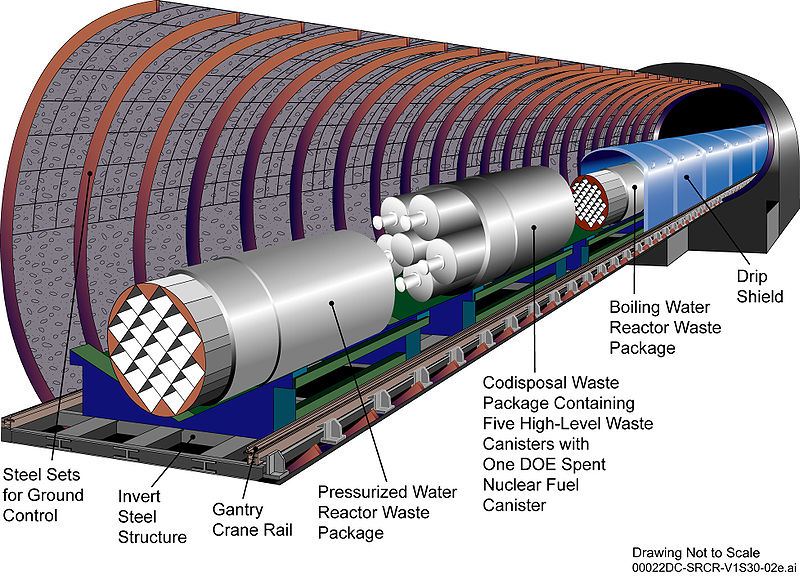 Drip
Shield
Boiling Water
Reactor Waste
Package
Codisposal Waste
Package Containing
Five High-Level Waste
Canisters with
One DOE Spent
Nuclear Fuel
Canister
Steel Sets
for Ground
Control
Invert
Steel
Structure
Gantry
Crane Rail
Pressurized Water
Reactor Waste
Package
Drawing Not to Scale
00022DC-SRCR-V1S30-02e.ai